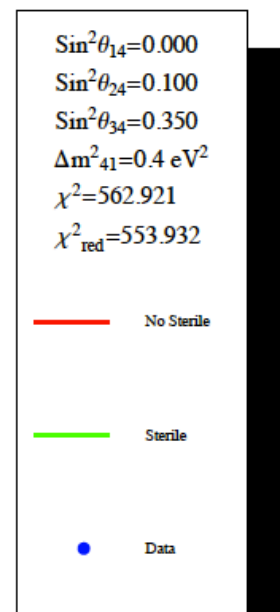 Sin²θ₁₄=0.000
Sin²θ₂₄=0.100
Sin²θ₃₄=0.350
Δm²₄₁=0.4 eV²
χ²=562.921
χ²red=553.932
No Sterile
Sterile
Data